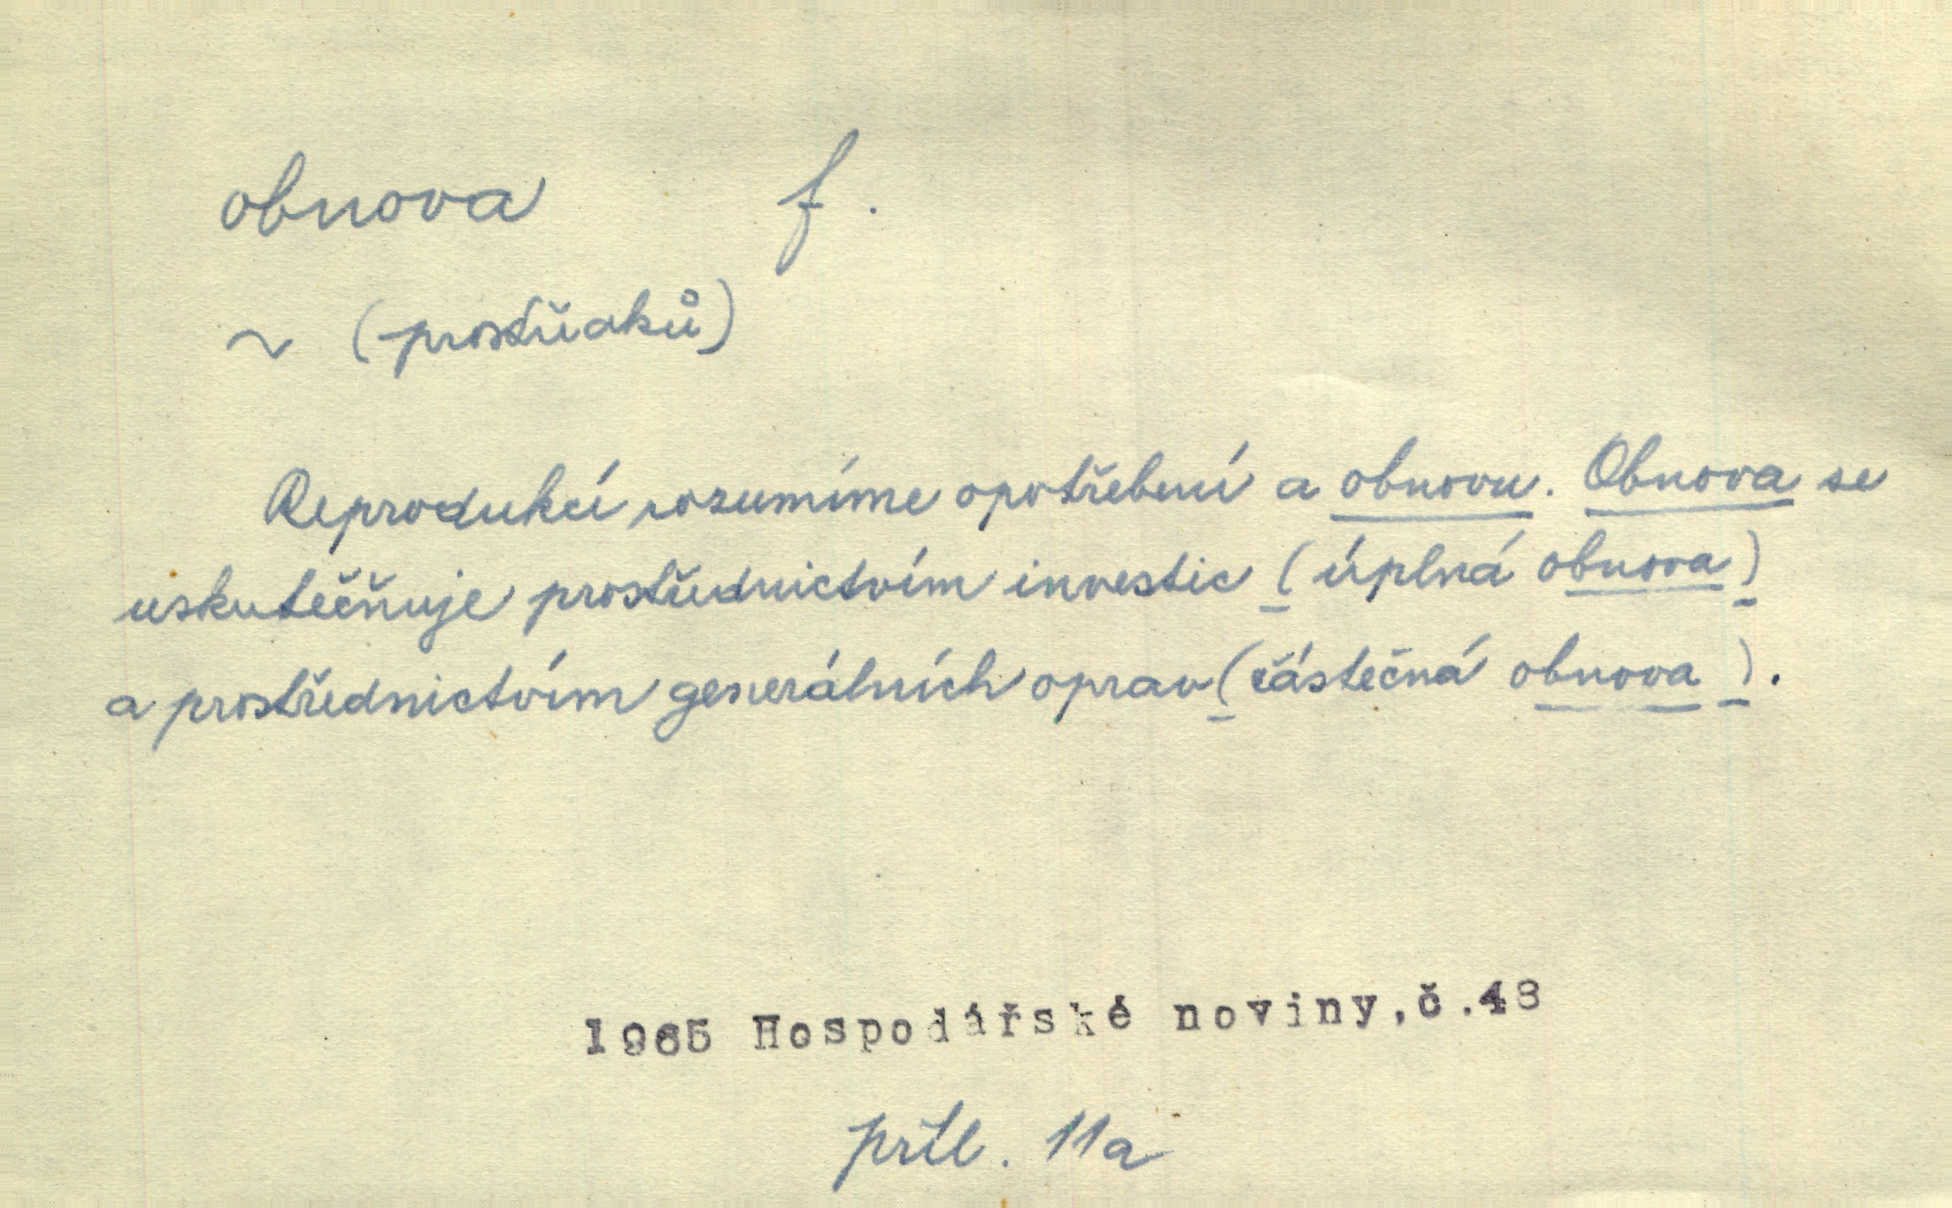 obnova f.
~ (prostředků)
Reprodukcí rozumíme opotřebení a obnovu. Obnova se
uskutečňuje prostřednictvím investic (úplná obnova)
a prostřednictvím generálních oprav (částečná obnova).
1965 Hospodářské noviny,č.48
příl. 11a